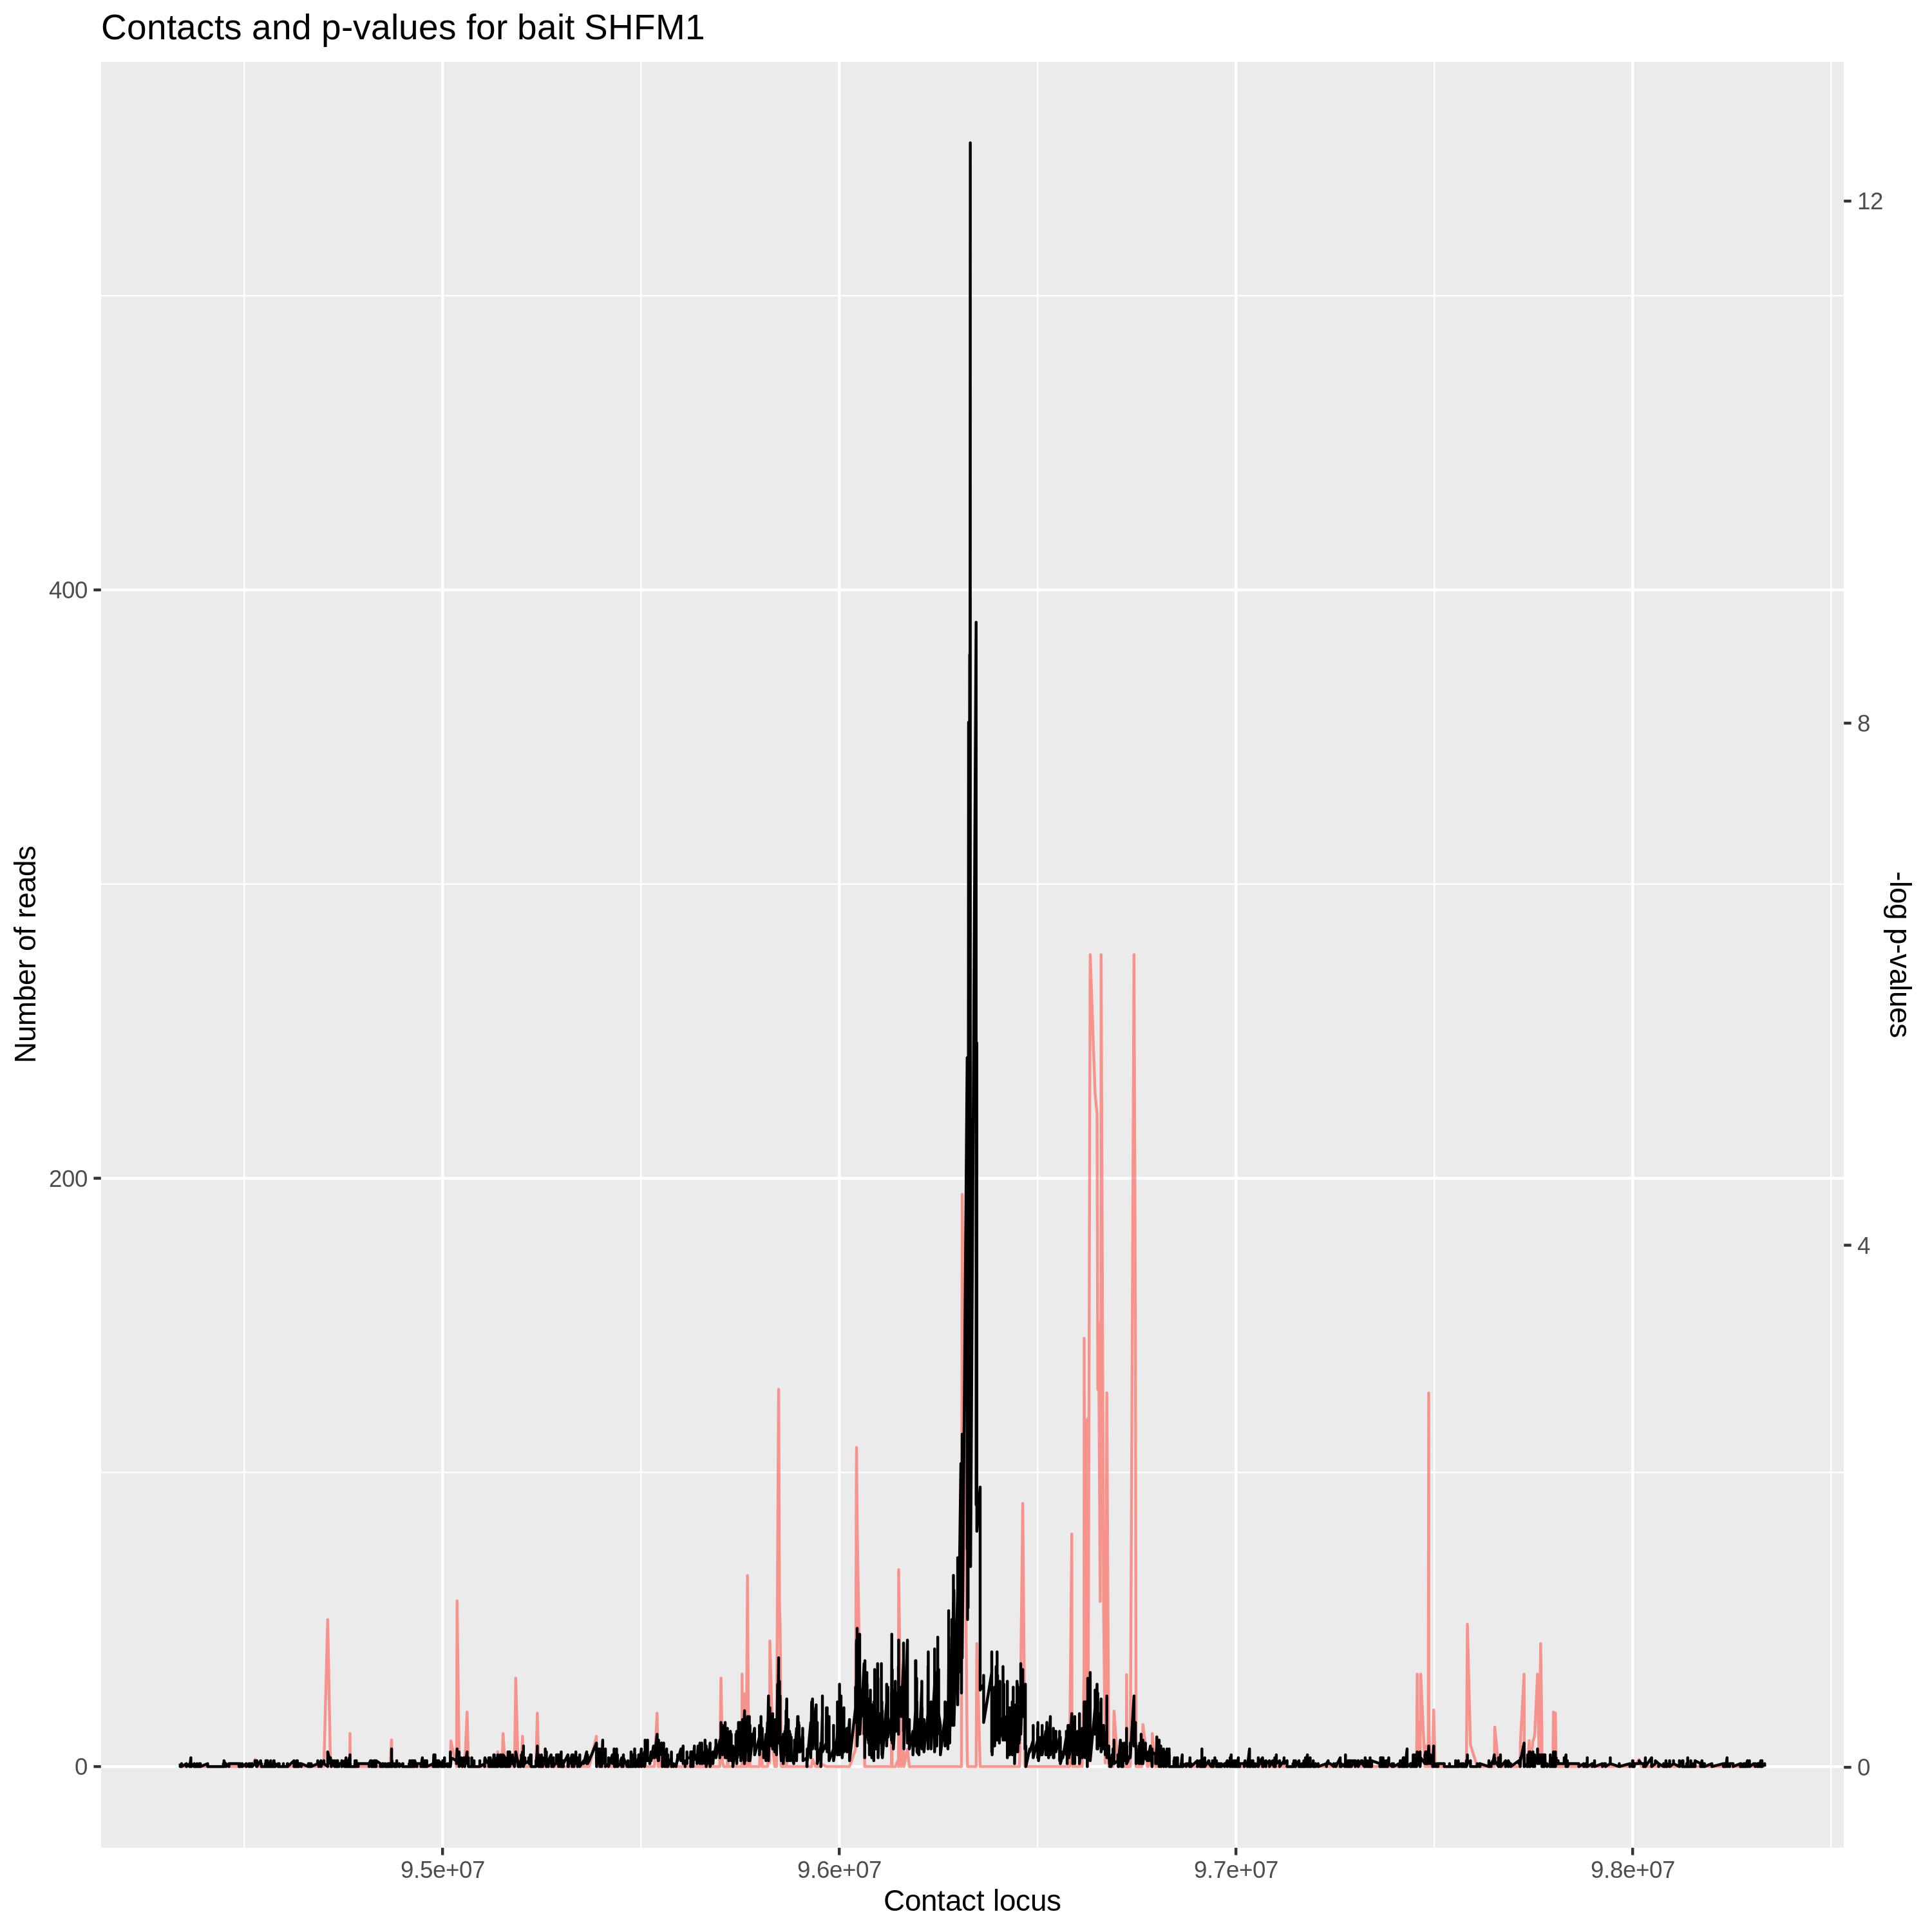 Contacts and p-values for bait SHFM1
12
400
8
Number of reads
-log p-values
200
4
0
0
9.5e+07
9.6e+07
9.7e+07
9.8e+07
Contact locus